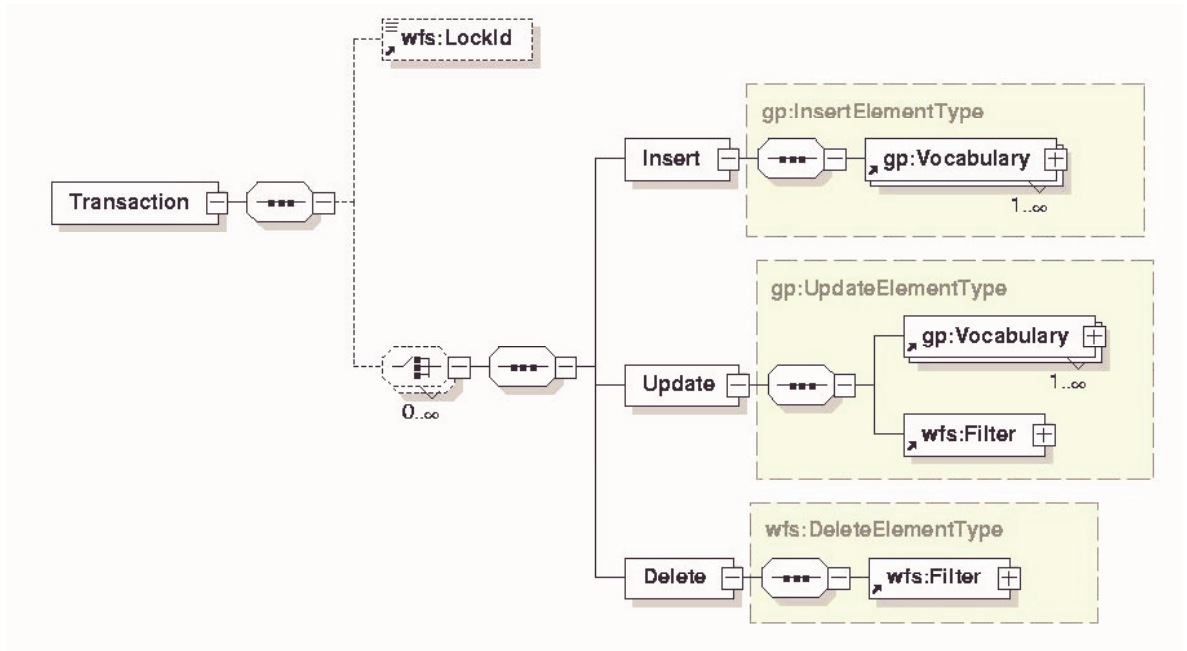 wfs:LockId
gp:InsertElementType
Insert
gp:Vocabulary
1..∞
Transaction
gp:UpdateElementType
gp:Vocabulary
1..∞
Update
0..∞
wfs:Filter
wfs:DeleteElementType
Delete
wfs:Filter